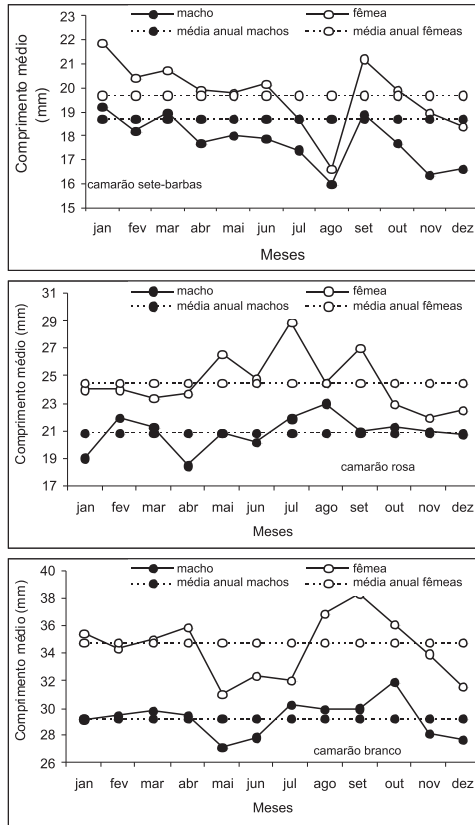 macho fêmea
média anual machos média anual fêmeas
Comprimento médio
(mm)
23
22
21
20
19
18
17
16
15
camarão sete-barbas
jan fev mar abr mai jun jul ago set out nov dez
Meses
macho fêmea
média anual machos média anual fêmeas
Comprimento médio (mm)
31
29
27
25
23
21
19
17
camarão rosa
jan fev mar abr mai jun jul ago set out nov dez
Meses
macho fêmea
média anual machos média anual fêmeas
Comprimento médio (mm)
40
38
36
34
32
30
28
26
camarão branco
jan fev mar abr mai jun jul ago set out nov dez
Meses